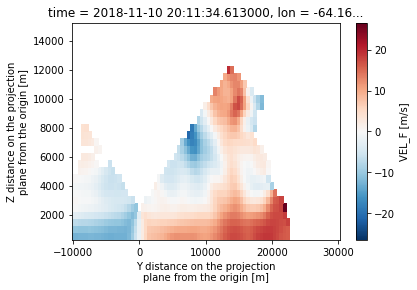 time = 2018-11-10 20:11:34.613000, lon = -64.16...
14000
12000
10000
8000
6000
4000
2000
Z distance on the projection
plane from the origin [m]
−10000 0 10000 20000 30000
Y distance on the projection
plane from the origin [m]
20
10
0
−10
−20
VEL_F [m/s]